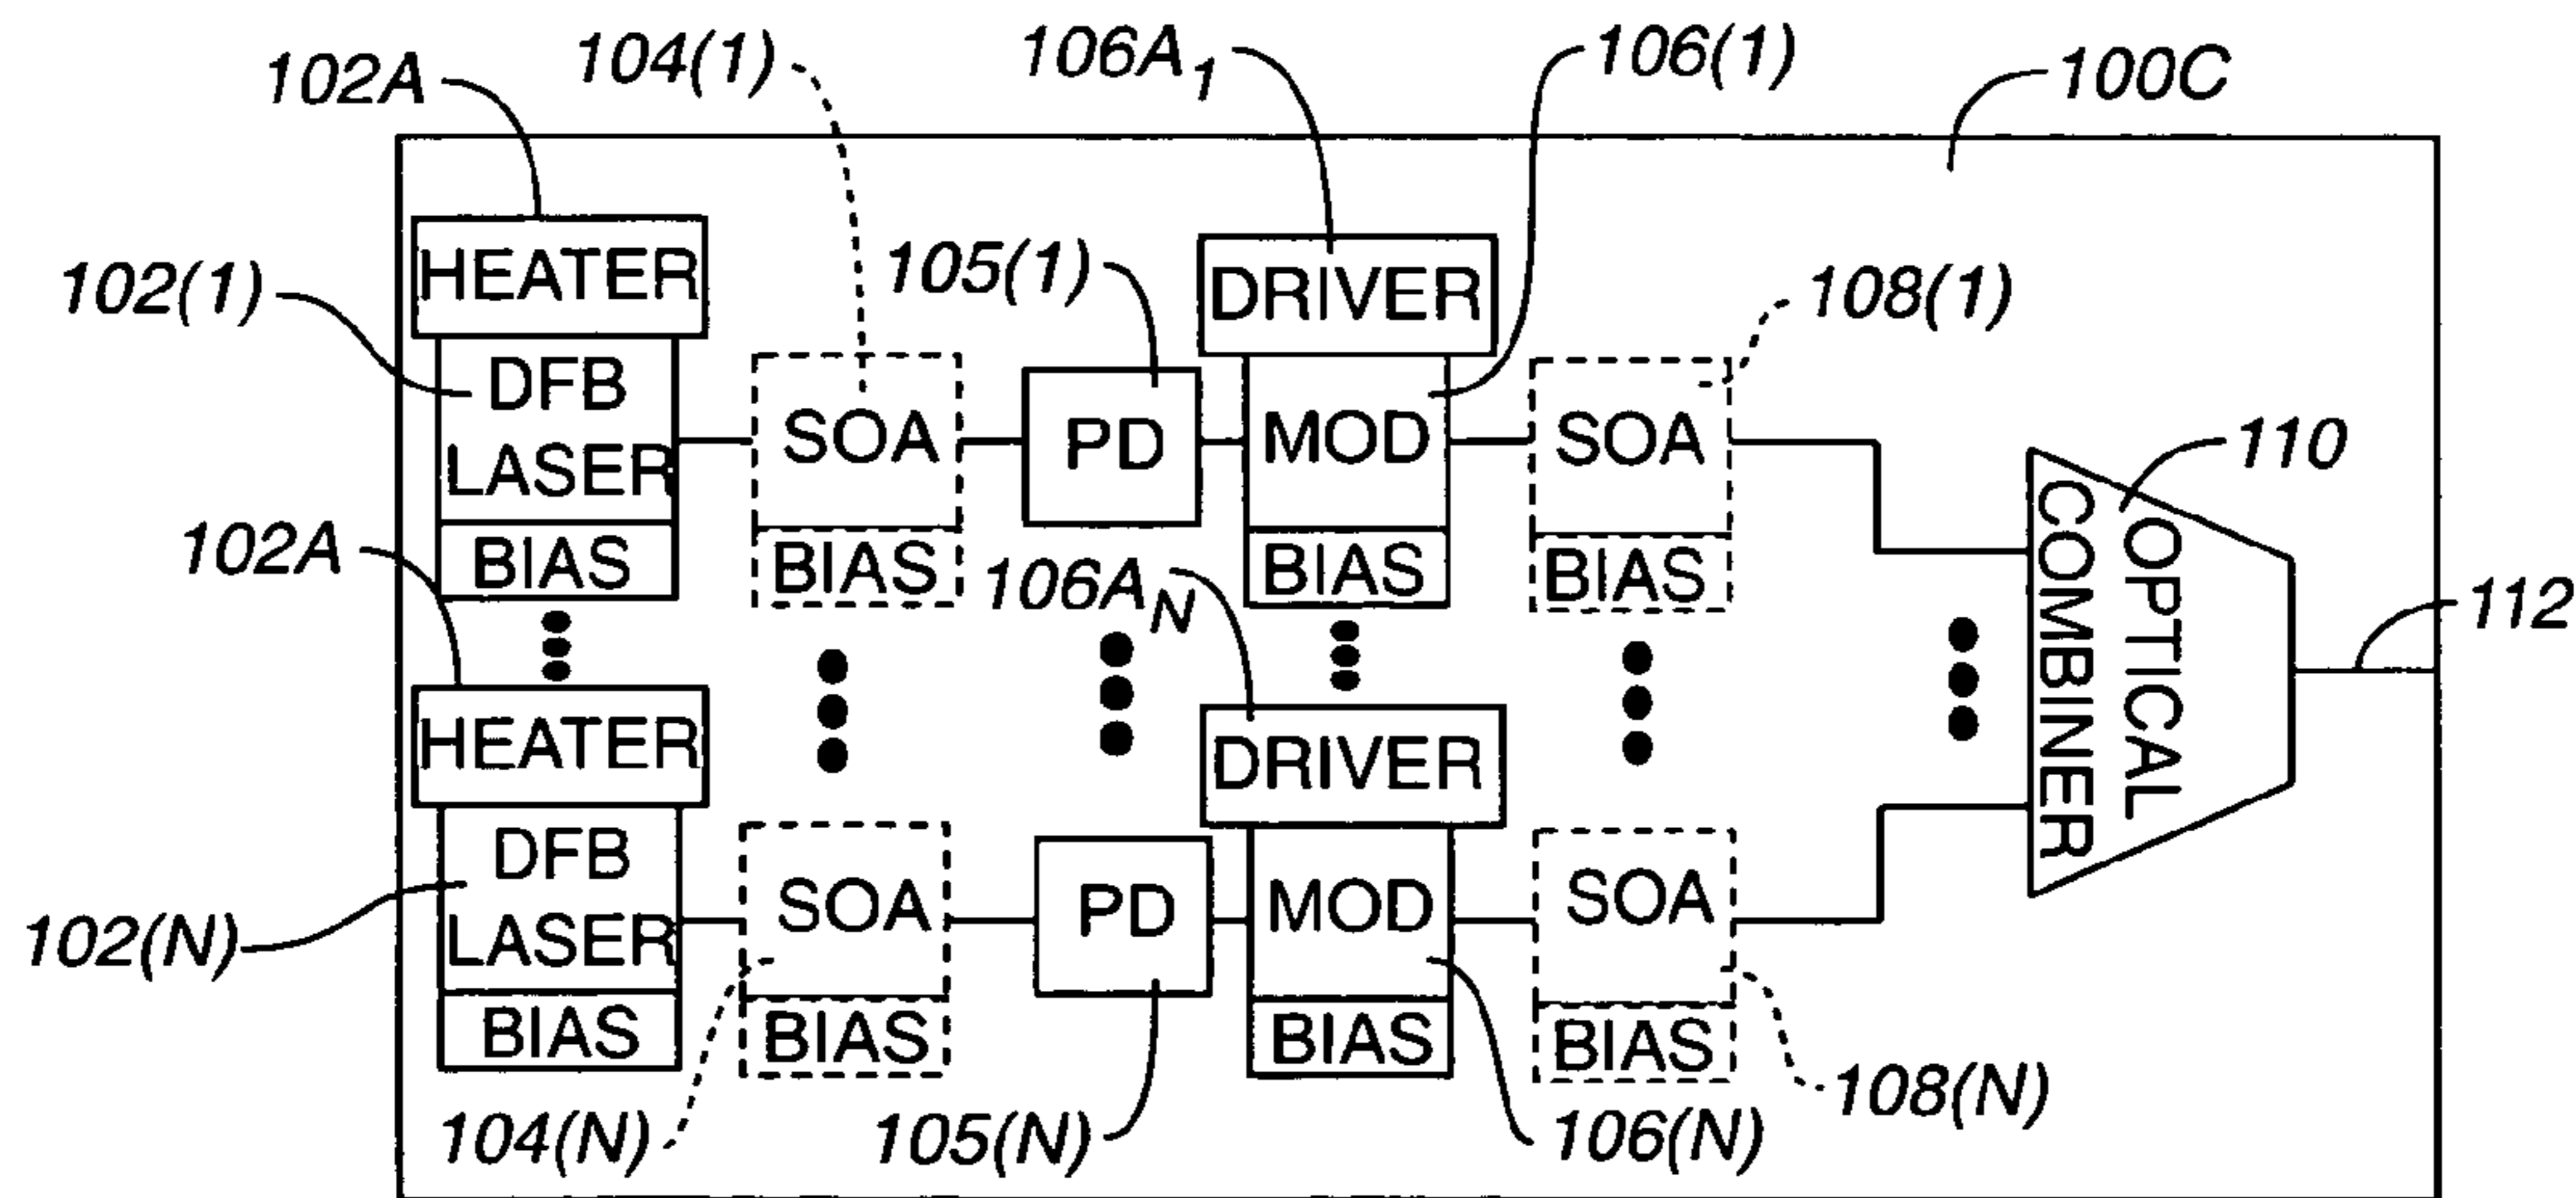 104(1)
106A1
106(1)
102A
100C
HEATER
102(1)
105(1)
DRIVER
108(1)
DFB
LASER
SOA
PD
MOD
SOA
110
OPTICAL
COMBINER
102A
BIAS
BIAS
106AN
BIAS
BIAS
112
HEATER
DRIVER
DFB
LASER
SOA
PD
MOD
SOA
102(N)
BIAS
BIAS
BIAS
BIAS
104(N)
105(N)
106(N)
108(N)